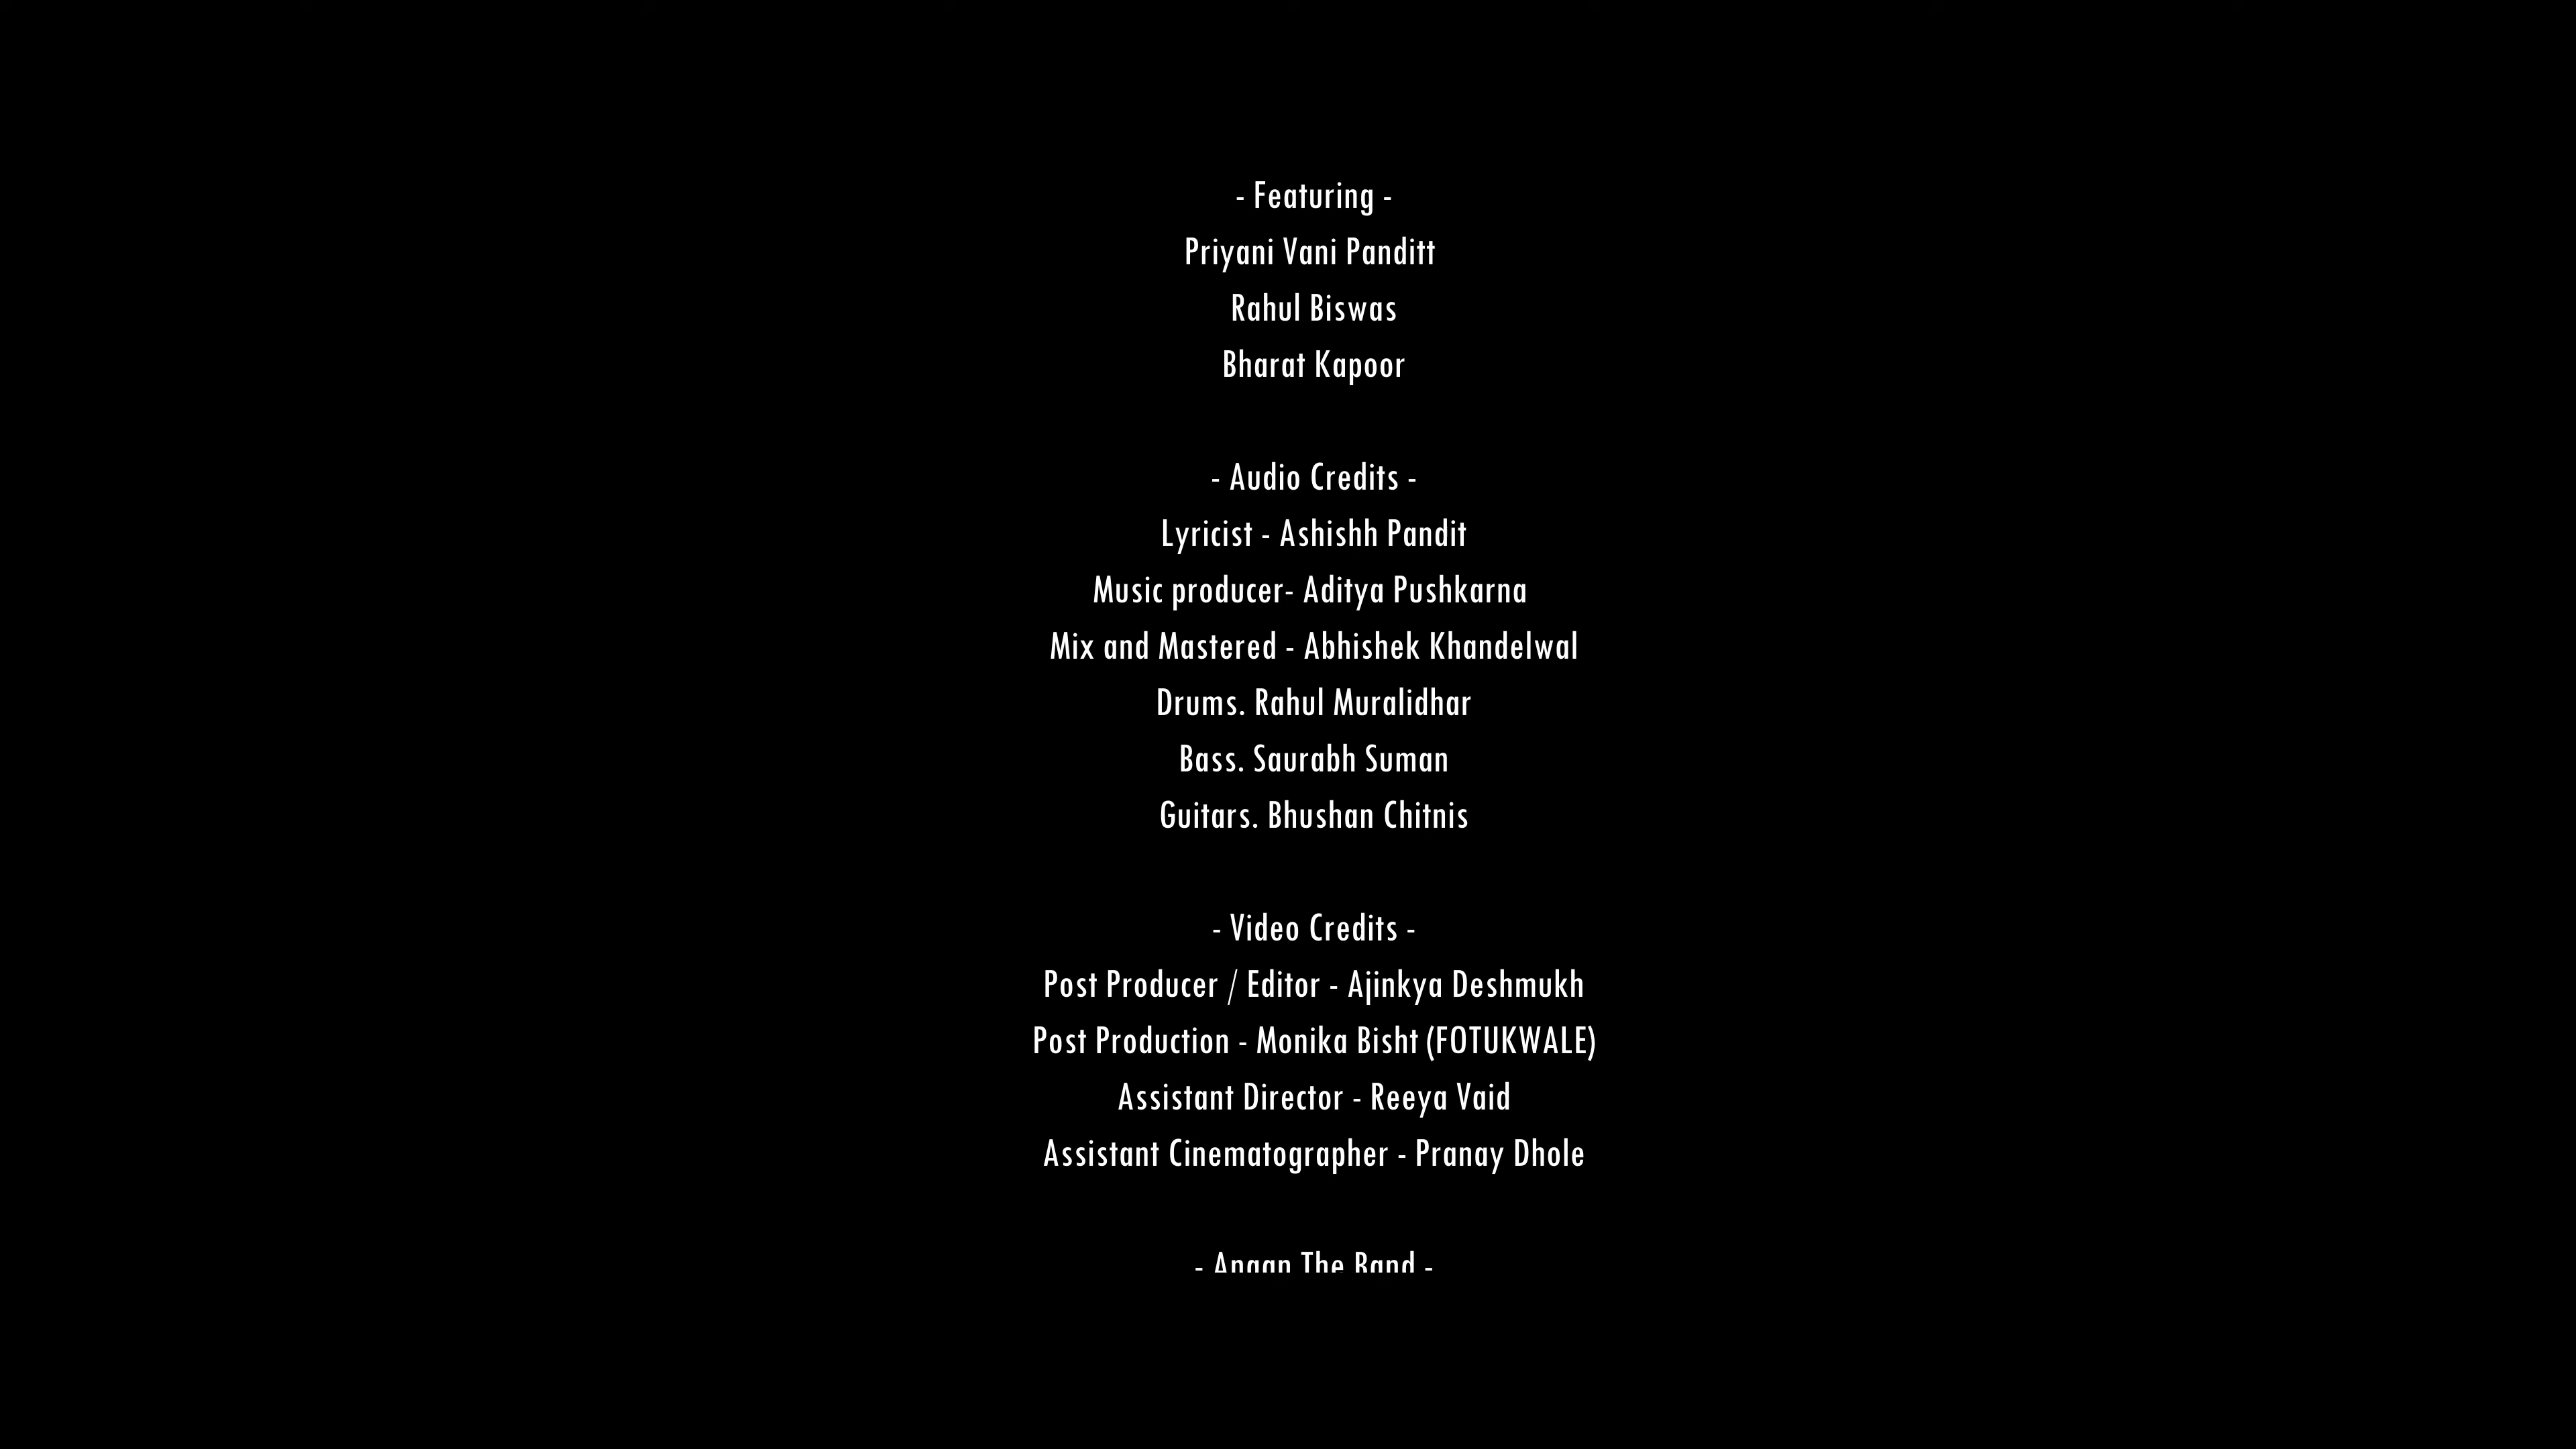 - Featuring -
Priyani Vani Panditt
Rahul Biswas
Bharat Kapoor
- Audio Credits -
Lyricist - Ashishh Pandit
Music producer- Aditya Pushkarna
Mix and Mastered - Abhishek Khandelwal
Drums. Rahul Muralidhar
Bass. Saurabh Suman
Guitars. Bhushan Chitnis
- Video Credits -
Post Producer / Editor - Ajinkya Deshmukh
Post Production - Monika Bisht (FOTUKWALE)
Assistant Director - Reeya Vaid
Assistant Cinematographer - Pranay Dhole
- The Band -